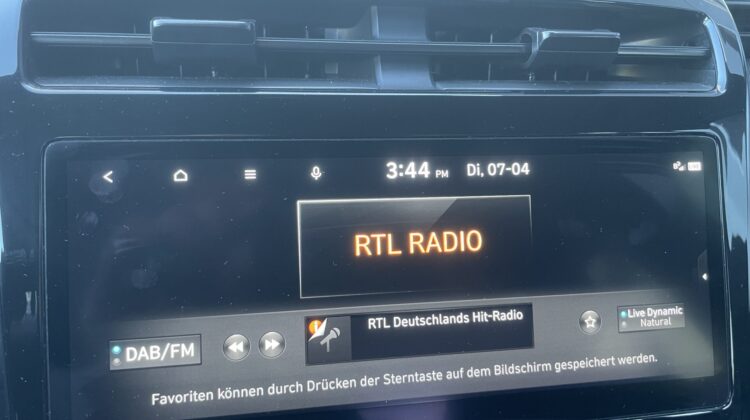 3:44 PM Di, 07-04
RTL RADIO
RTL Deutschlands Hit-Radio
DAB/FM
Live Dynamic
Natural
Favoriten können durch Drücken der Sterntaste auf dem Bildschirm gespeichert werden.